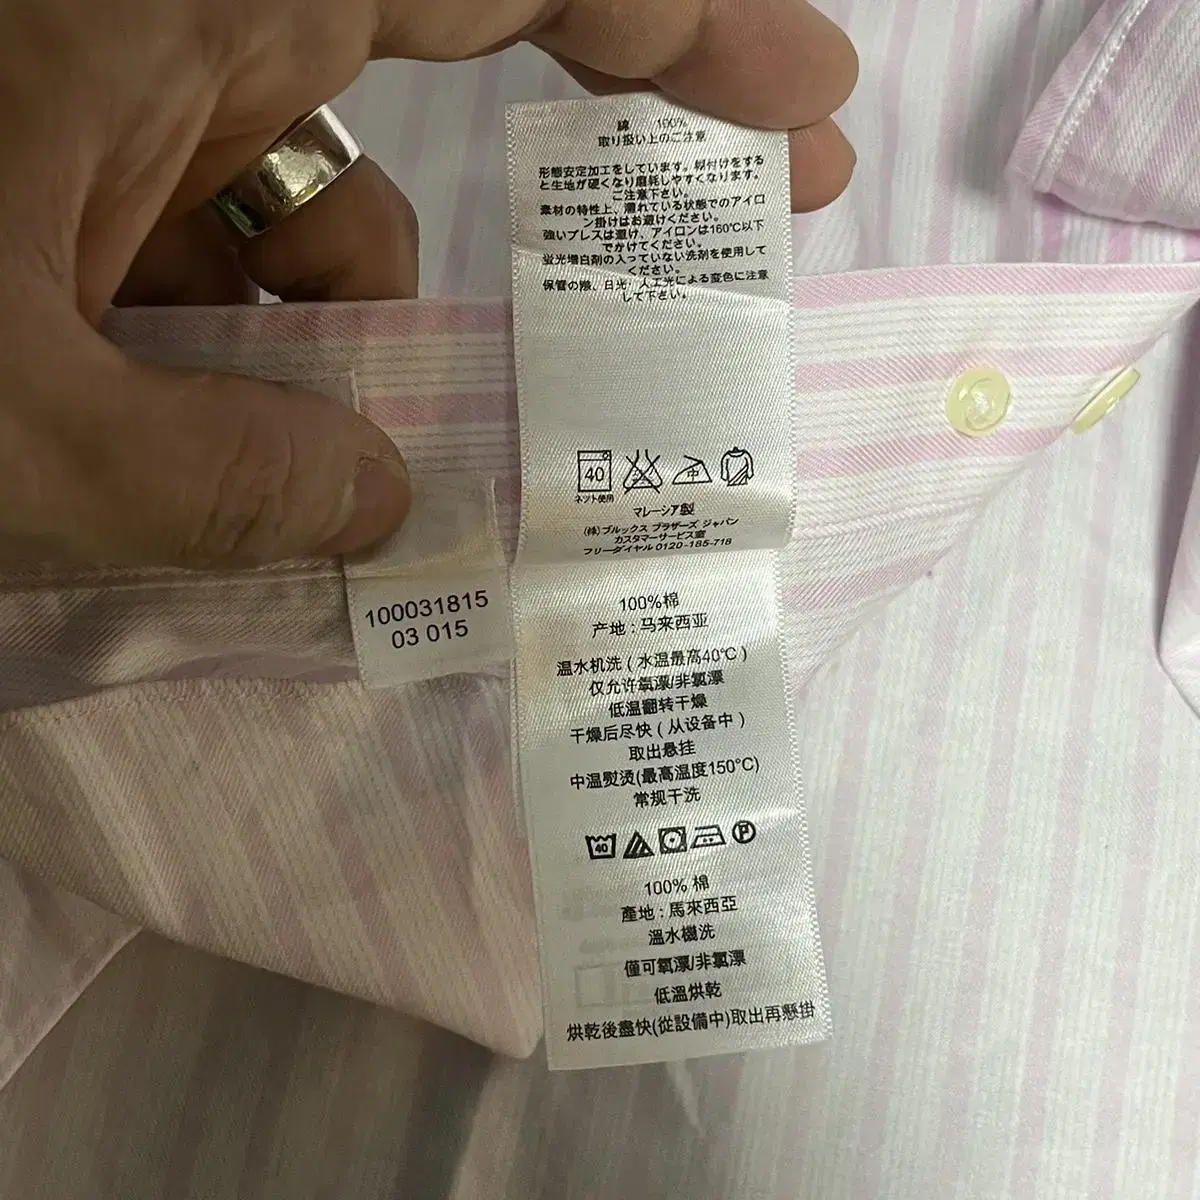 綿 100%
取り扱い上のご注意
形態安定加工をしています。糊付けをする
と生地が硬くなり磨耗しやすくなります。
ご注意下さい。
素材の特性上、濡れている状態でのアイロ
ン掛けはお避けください。
強いプレスは避け、アイロンは160℃以下
でかけてください。
蛍光増白剤の入っていない洗剤を使用して
ください。
保管の際、日光・人工光による変色に注意
して下さい。
40 中
ネット使用
マレーシア製
(株)ブルックス ブラザーズ ジャパン
カスタマーサービス室
フリーダイヤル 0120-185-718
100031815
03 015
100%棉
产地:马来西亚
温水机洗(水温最高40℃)
仅允许氧漂/非氯漂
低温翻转干燥
干燥后尽快(从设备中)
取出悬挂
中温熨烫(最高温度150°C)
常规干洗
40 P
100% 棉
產地:馬來西亞
溫水機洗
僅可氧漂/非氯漂
低溫烘乾
烘乾後盡快(從設備中)取出再懸掛